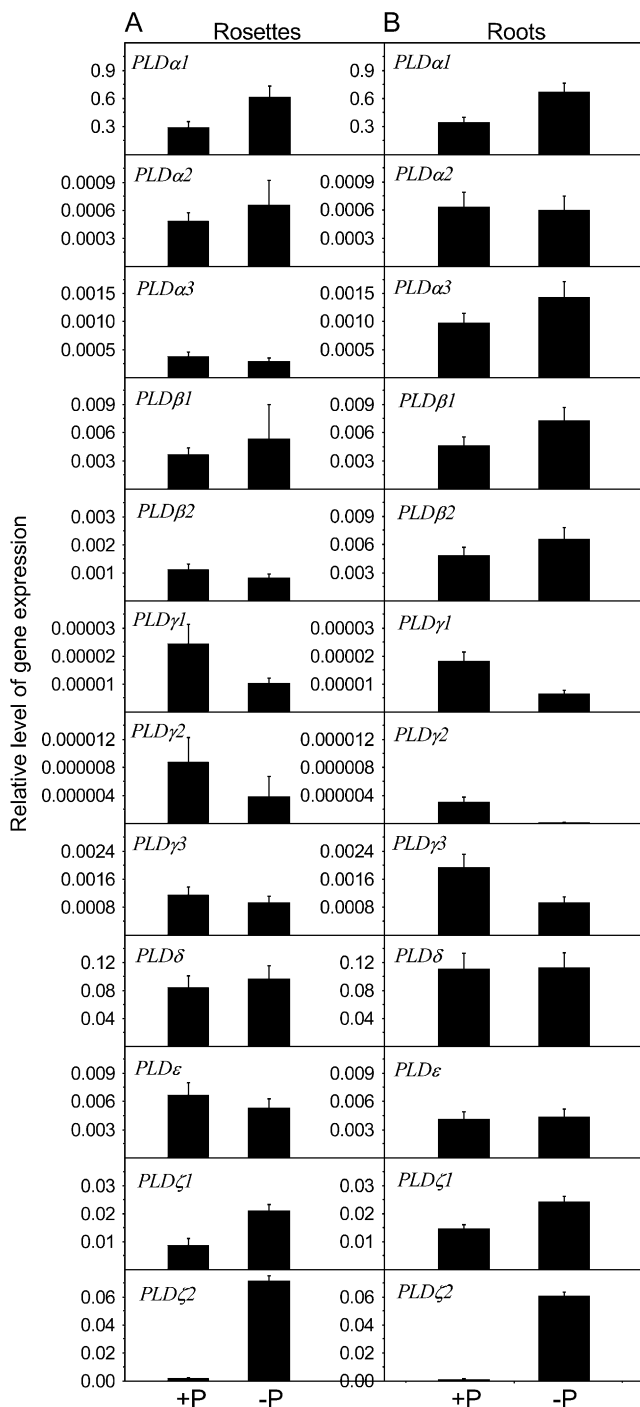 A B
Rosettes Roots
Relative level of gene expression
PLDα1 PLDα1
0.9 0.9
0.6 0.6
0.3 0.3
PLDα2 PLDα2
0.0009 0.0009
0.0006 0.0006
0.0003 0.0003
PLDα3 PLDα3
0.0015 0.0015
0.0010 0.0010
0.0005 0.0005
PLDβ1 PLDβ1
0.009 0.009
0.006 0.006
0.003 0.003
PLDβ2 PLDβ2
0.003 0.009
0.002 0.006
0.001 0.003
PLDγ1 PLDγ1
0.00003 0.00003
0.00002 0.00002
0.00001 0.00001
PLDγ2 PLDγ2
0.000012 0.000012
0.000008 0.000008
0.000004 0.000004
PLDγ3 PLDγ3
0.0024 0.0024
0.0016 0.0016
0.0008 0.0008
PLDδ PLDδ
0.12 0.12
0.08 0.08
0.04 0.04
PLDε PLDε
0.009 0.009
0.006 0.006
0.003 0.003
PLDζ1 PLDζ1
0.03 0.03
0.02 0.02
0.01 0.01
PLDζ2 PLDζ2
0.06 0.06
0.04 0.04
0.02 0.02
0.00 0.00
+P -P +P -P